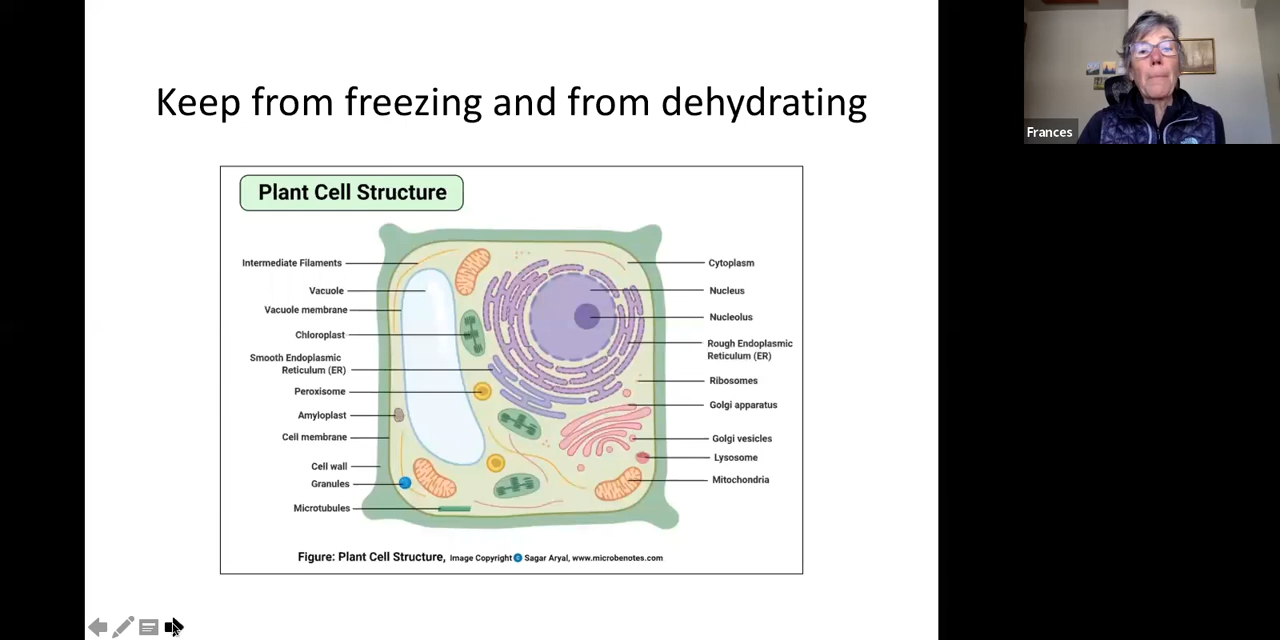 Keep from freezing and from dehydrating
Plant Cell Structure
Intermediate Filaments
Vacuole
Vacuole membrane
Chloroplast
Smooth Endoplasmic
Reticulum (ER)
Peroxisome
Amyloplast
Cell membrane
Cell wall
Granules
Microtubules
Cytoplasm
Nucleus
Nucleolus
Rough Endoplasmic
Reticulum (ER)
Ribosomes
Golgi apparatus
Golgi vesicles
Lysosome
Mitochondria
Figure: Plant Cell Structure, Image Copyright Sagar Aryal, www.microbenotes.com
Frances